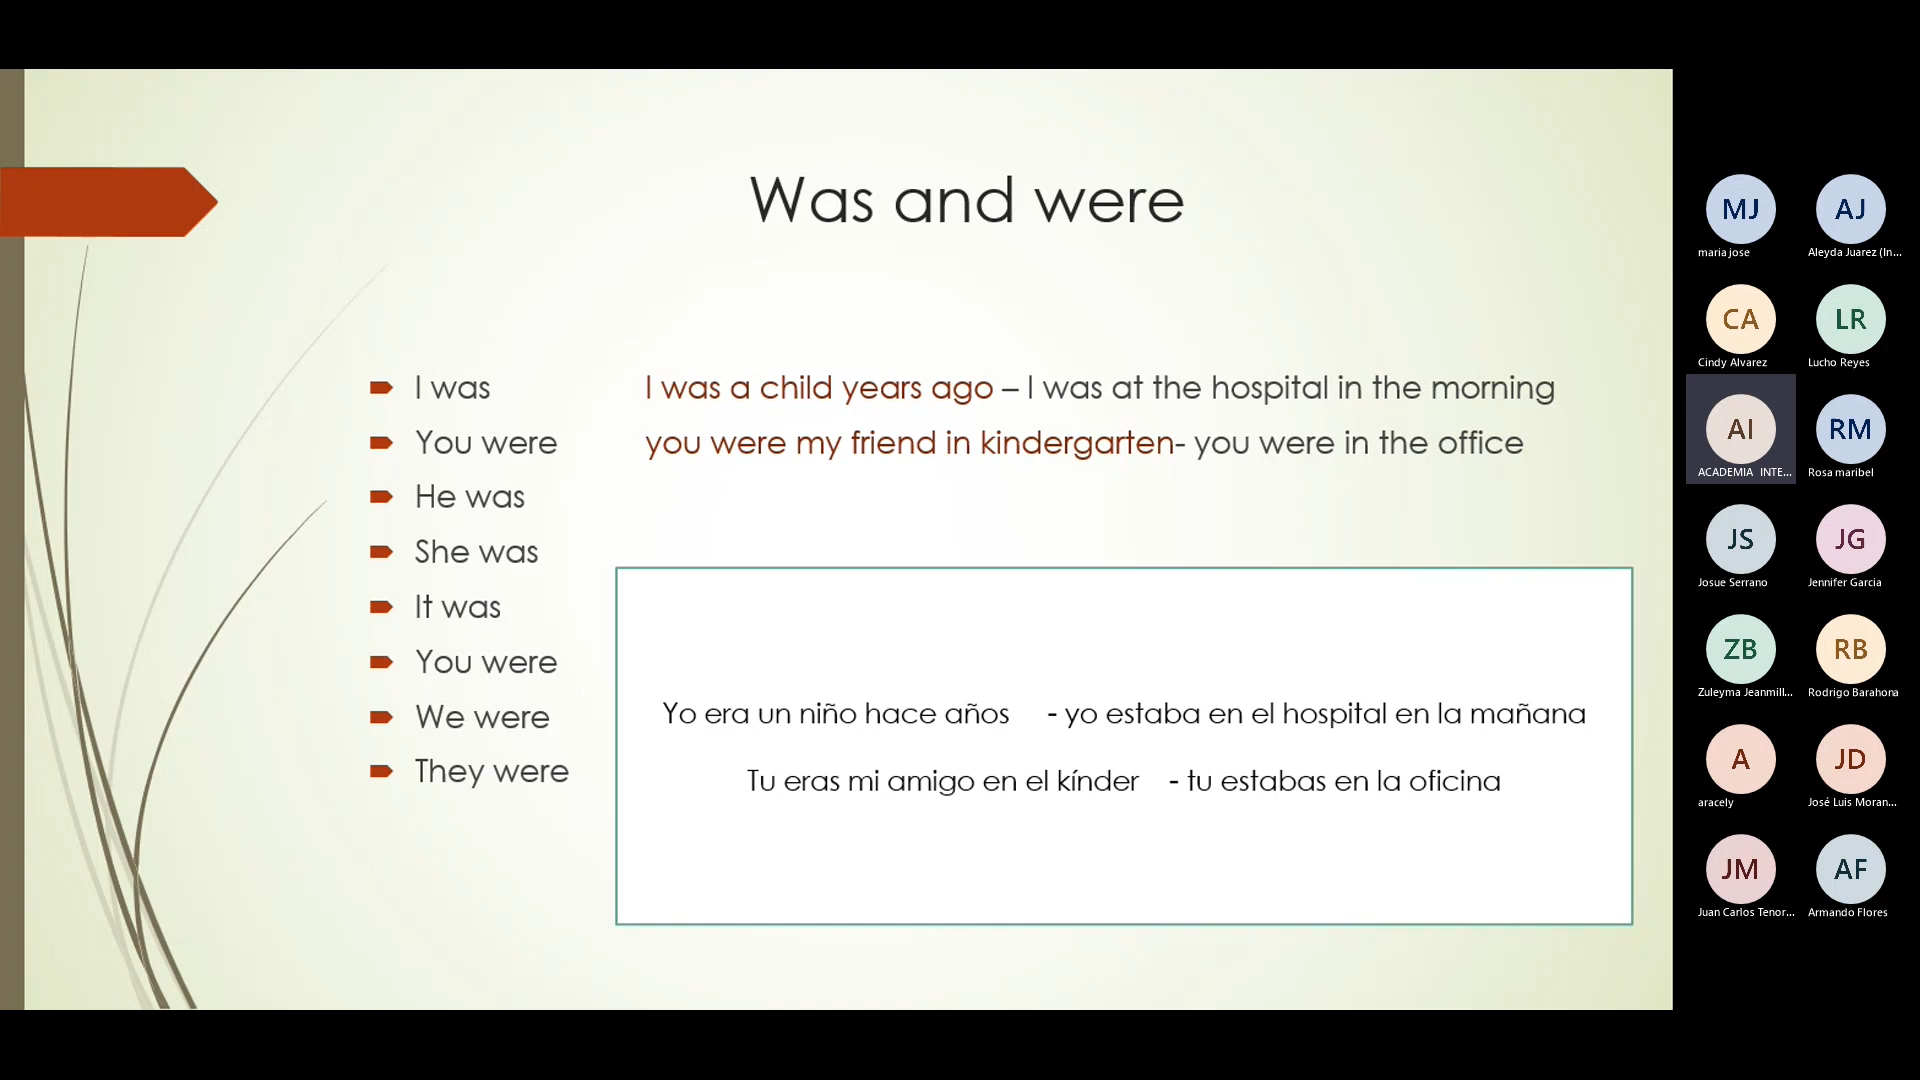 Was and were
I was
I was a child years ago – I was at the hospital in the morning
You were
you were my friend in kindergarten- you were in the office
He was
She was
It was
You were
We were
They were
Yo era un niño hace años - yo estaba en el hospital en la mañana
Tu eras mi amigo en el kínder - tu estabas en la oficina
MJ
maria jose
AJ
Aleyda Juarez (In...
CA
Cindy Alvarez
LR
Lucho Reyes
AI
ACADEMIA INTE...
RM
Rosa maribel
JS
Josue Serrano
JG
Jennifer Garcia
ZB
Zuleyma Jeanmill...
RB
Rodrigo Barahona
A
aracely
JD
José Luis Moran...
JM
Juan Carlos Tenor...
AF
Armando Flores